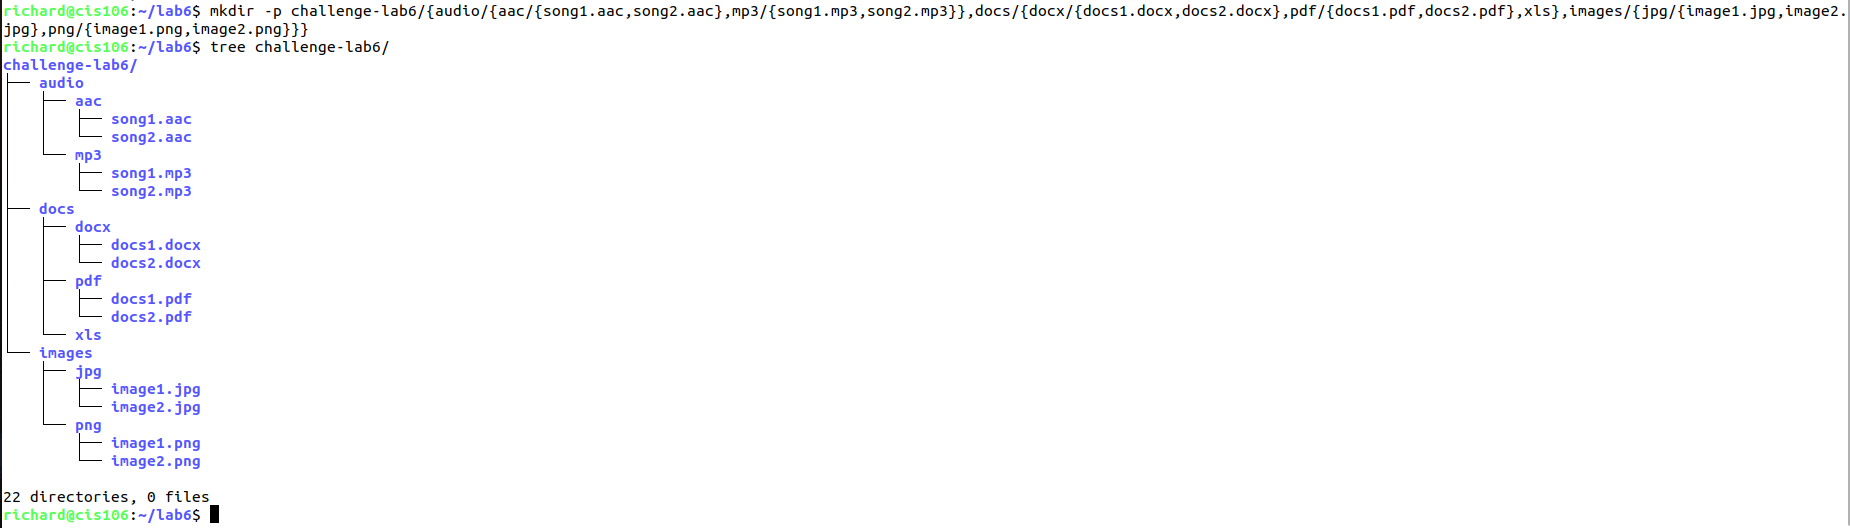 richard@cis106:~/lab6$ mkdir -p challenge-lab6/{audio/{aac/{song1.aac,song2.aac},mp3/{song1.mp3,song2.mp3}},docs/{docx/{docs1.docx,docs2.docx},pdf/{docs1.pdf,docs2.pdf},xls},images/{jpg/{image1.jpg,image2.
jpg},png/{image1.png,image2.png}}}
richard@cis106:~/lab6$ tree challenge-lab6/
challenge-lab6/
├── audio
│   ├── aac
│   │   ├── song1.aac
│   │   └── song2.aac
│   └── mp3
│       ├── song1.mp3
│       └── song2.mp3
├── docs
│   ├── docx
│   │   ├── docs1.docx
│   │   └── docs2.docx
│   ├── pdf
│   │   ├── docs1.pdf
│   │   └── docs2.pdf
│   └── xls
└── images
    ├── jpg
    │   ├── image1.jpg
    │   └── image2.jpg
    └── png
        ├── image1.png
        └── image2.png

22 directories, 0 files
richard@cis106:~/lab6$